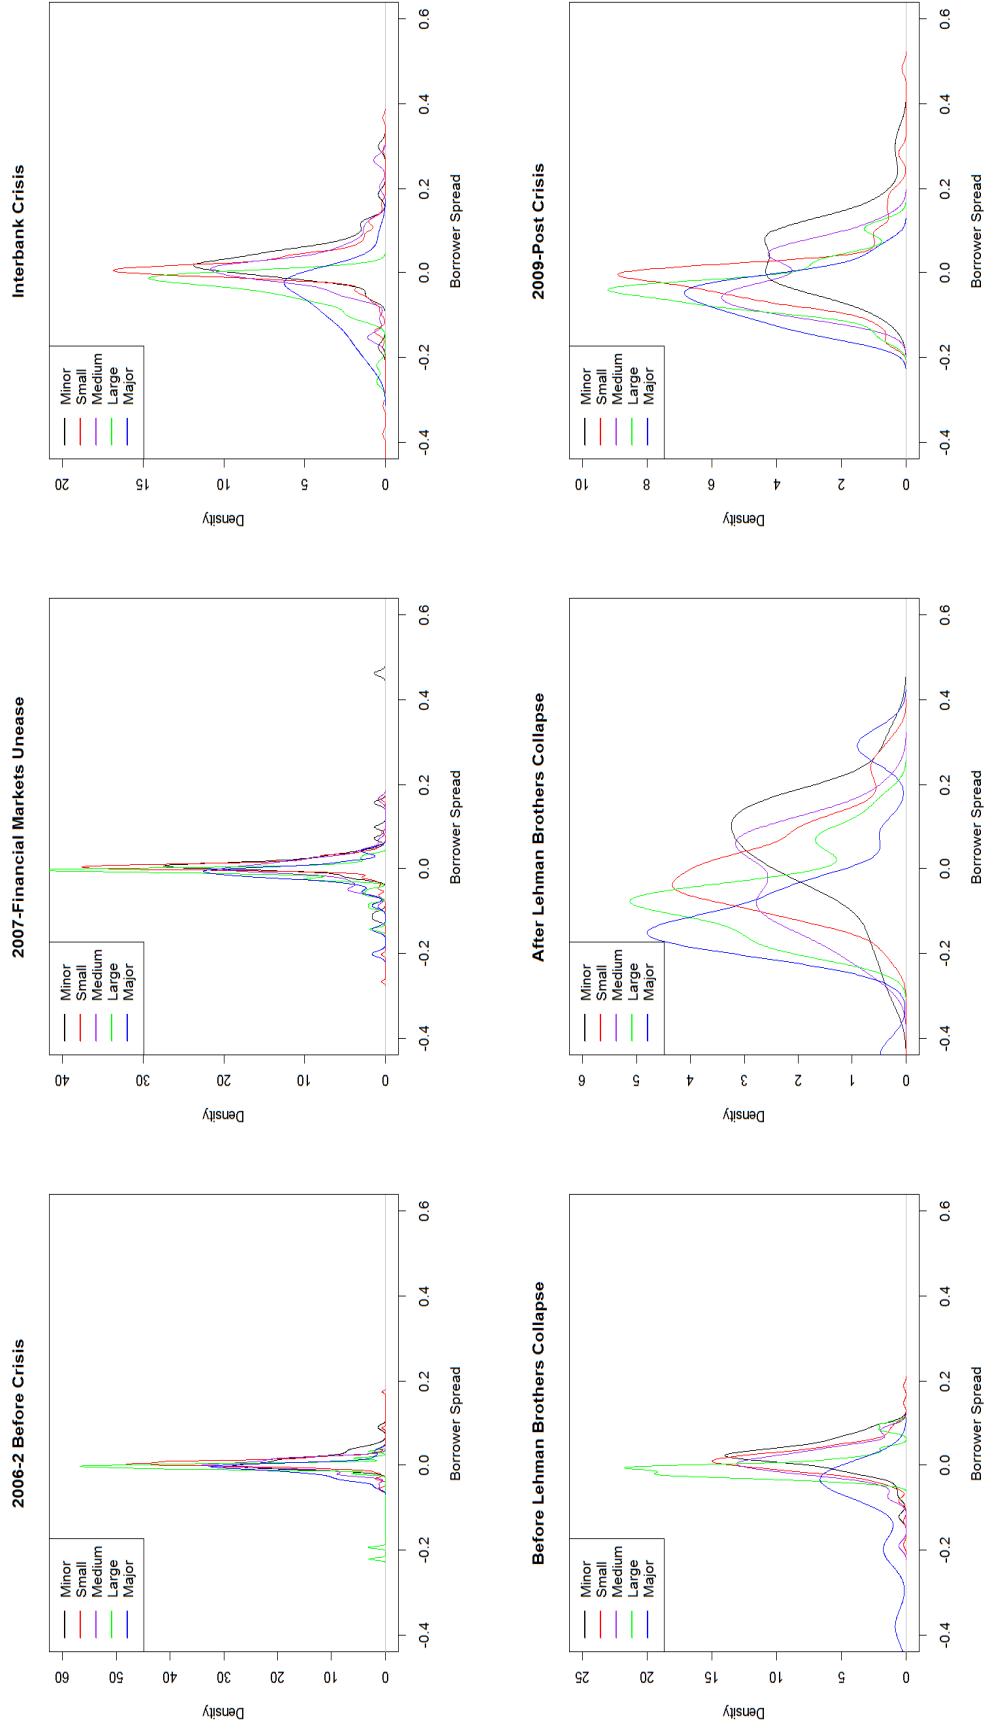 2006-2 Before Crisis
Density
0 10 20 30 40 50 60
Minor
Small
Medium
Large
Major
-0.4 -0.2 0.0 0.2 0.4 0.6
Borrower Spread
2007-Financial Markets Unease
Density
0 10 20 30 40
Minor
Small
Medium
Large
Major
-0.4 -0.2 0.0 0.2 0.4 0.6
Borrower Spread
Interbank Crisis
Density
0 5 10 15 20
Minor
Small
Medium
Large
Major
-0.4 -0.2 0.0 0.2 0.4 0.6
Borrower Spread
Before Lehman Brothers Collapse
Density
0 5 10 15 20 25
Minor
Small
Medium
Large
Major
-0.4 -0.2 0.0 0.2 0.4 0.6
Borrower Spread
After Lehman Brothers Collapse
Density
0 1 2 3 4 5 6
Minor
Small
Medium
Large
Major
-0.4 -0.2 0.0 0.2 0.4 0.6
Borrower Spread
2009-Post Crisis
Density
0 2 4 6 8 10
Minor
Small
Medium
Large
Major
-0.4 -0.2 0.0 0.2 0.4 0.6
Borrower Spread